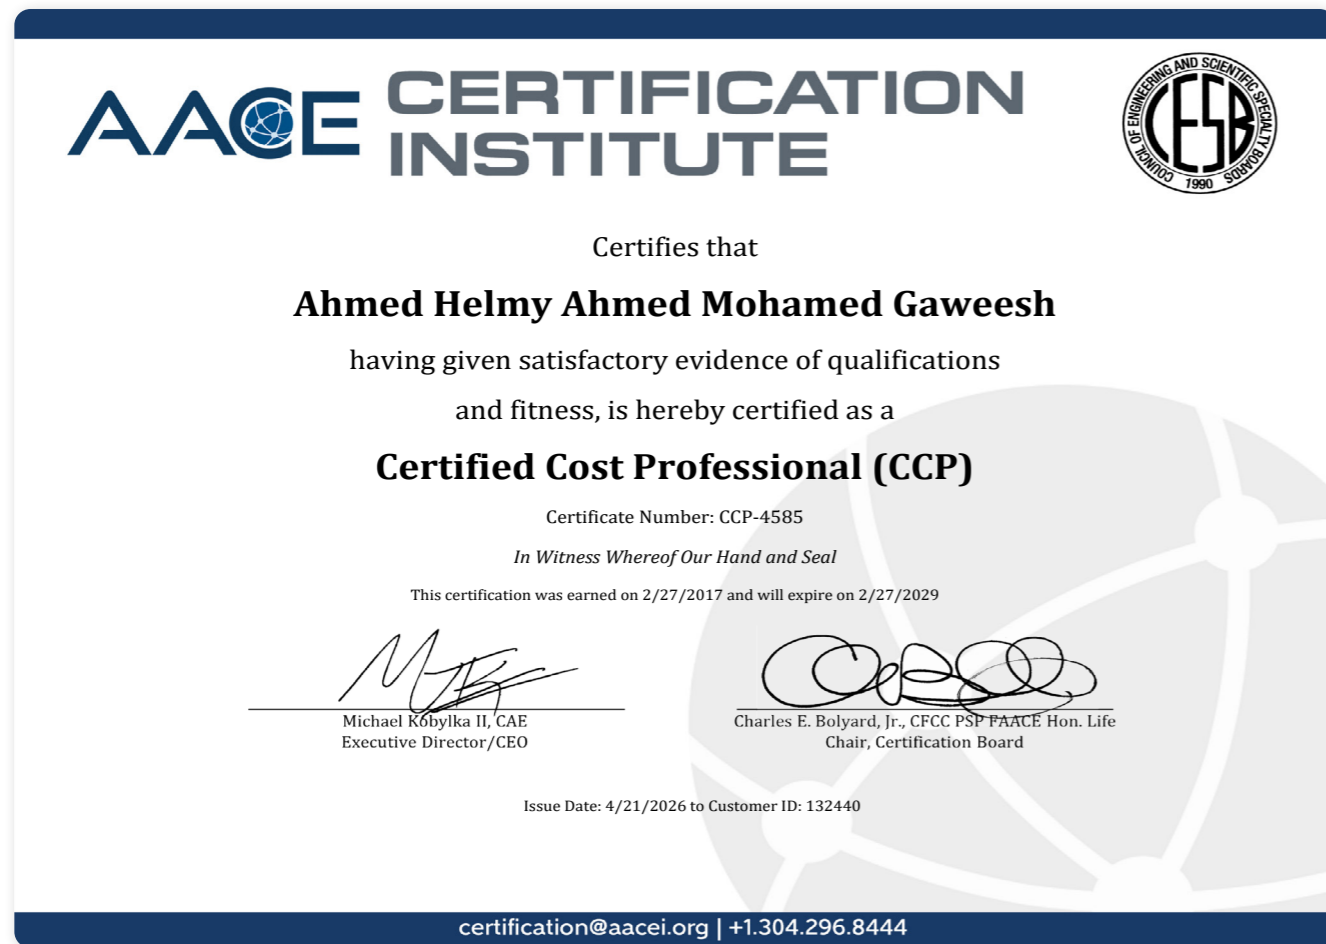 AACE CERTIFICATION INSTITUTE
COUNCIL OF ENGINEERING AND SCIENTIFIC SPECIALTY BOARDS
CESB
1990
Certifies that
Ahmed Helmy Ahmed Mohamed Gaweesh
having given satisfactory evidence of qualifications
and fitness, is hereby certified as a
Certified Cost Professional (CCP)
Certificate Number: CCP-4585
In Witness Whereof Our Hand and Seal
This certification was earned on 2/27/2017 and will expire on 2/27/2029
Michael Kobylka II, CAE
Executive Director/CEO
Charles E. Bolyard, Jr., CFCC PSP FAACE Hon. Life
Chair, Certification Board
Issue Date: 4/21/2026 to Customer ID: 132440
certification@aacei.org | +1.304.296.8444